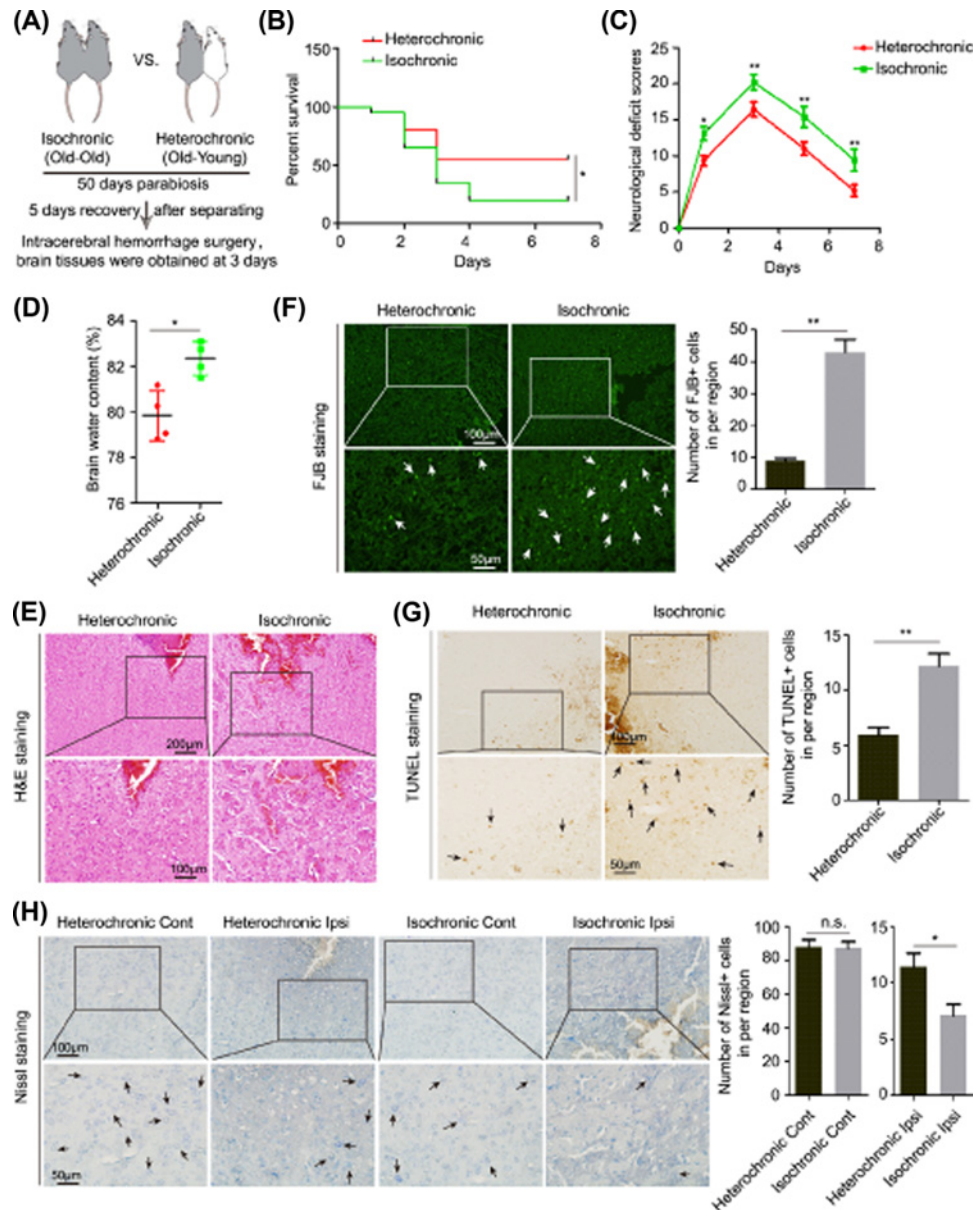 (A)
VS.
Isochronic
(Old-Old)
Heterochronic
(Old-Young)
50 days parabiosis
5 days recovery after separating
Intracerebral hemorrhage surgery,
brain tissues were obtained at 3 days
(B)
Heterochronic
Isochronic
Percent survival
150
100
50
0
0 2 4 6 8
Days
*
(C)
Heterochronic
Isochronic
Neurological deficit scores
25
20
15
10
5
0
0 2 4 6 8
Days
*
**
**
**
(D)
Brain water content (%)
84
82
80
78
76
*
Heterochronic
Isochronic
(F)
Heterochronic
Isochronic
FJB staining
100μm
50μm
Number of FJB+ cells
in per region
50
40
30
20
10
0
**
Heterochronic
Isochronic
(E)
Heterochronic
Isochronic
H&E staining
200μm
100μm
(G)
Heterochronic
Isochronic
TUNEL staining
100μm
50μm
Number of TUNEL+ cells
in per region
15
10
5
0
**
Heterochronic
Isochronic
(H)
Heterochronic Cont
Heterochronic Ipsi
Isochronic Cont
Isochronic Ipsi
Nissl staining
100μm
50μm
Number of Nissl+ cells
in per region
100
80
60
40
20
0
n.s.
Heterochronic Cont
Isochronic Cont
15
10
5
0
*
Heterochronic Ipsi
Isochronic Ipsi